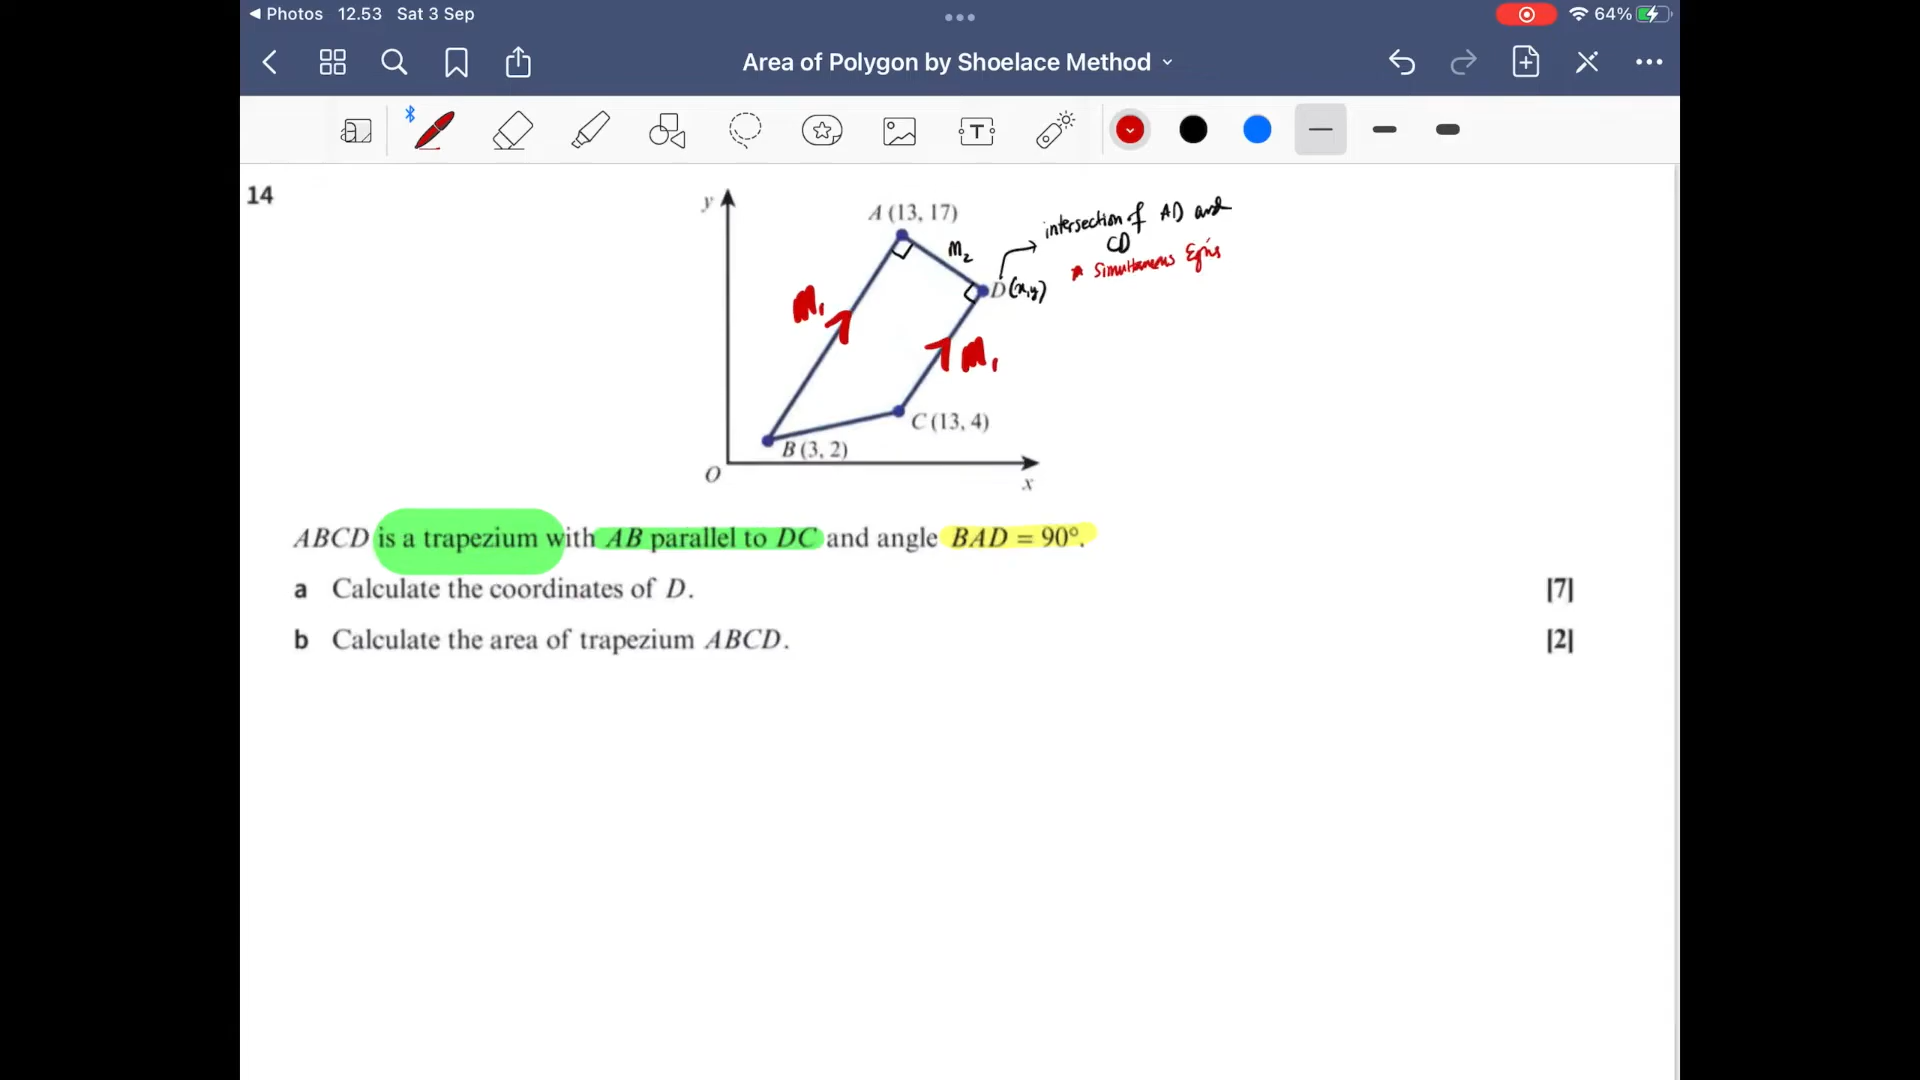 Photos 12.53 Sat 3 Sep
64%
Area of Polygon by Shoelace Method
T
14
y
A (13, 17)
intersection of AD and
CD
* Simultaneous Eqn's
M2
D(x,y)
M1
M1
C (13, 4)
B (3, 2)
O
x
ABCD is a trapezium with AB parallel to DC and angle BAD = 90°.
a Calculate the coordinates of D. [7]
b Calculate the area of trapezium ABCD. [2]